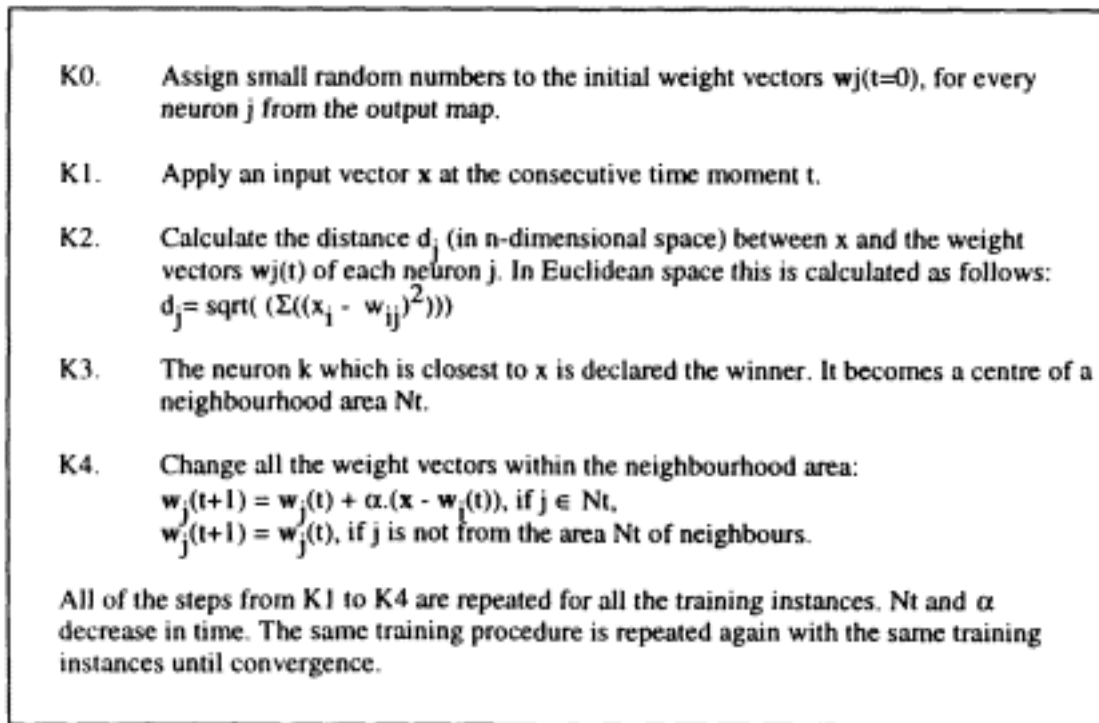 K0. Assign small random numbers to the initial weight vectors wj(t=0), for every
neuron j from the output map.
K1. Apply an input vector x at the consecutive time moment t.
K2. Calculate the distance dj (in n-dimensional space) between x and the weight
vectors wj(t) of each neuron j. In Euclidean space this is calculated as follows:
dj= sqrt( (Σ((xi - wij)²)))
K3. The neuron k which is closest to x is declared the winner. It becomes a centre of a
neighbourhood area Nt.
K4. Change all the weight vectors within the neighbourhood area:
wj(t+1) = wj(t) + α.(x - wj(t)), if j ∈ Nt,
wj(t+1) = wj(t), if j is not from the area Nt of neighbours.
All of the steps from K1 to K4 are repeated for all the training instances. Nt and α
decrease in time. The same training procedure is repeated again with the same training
instances until convergence.